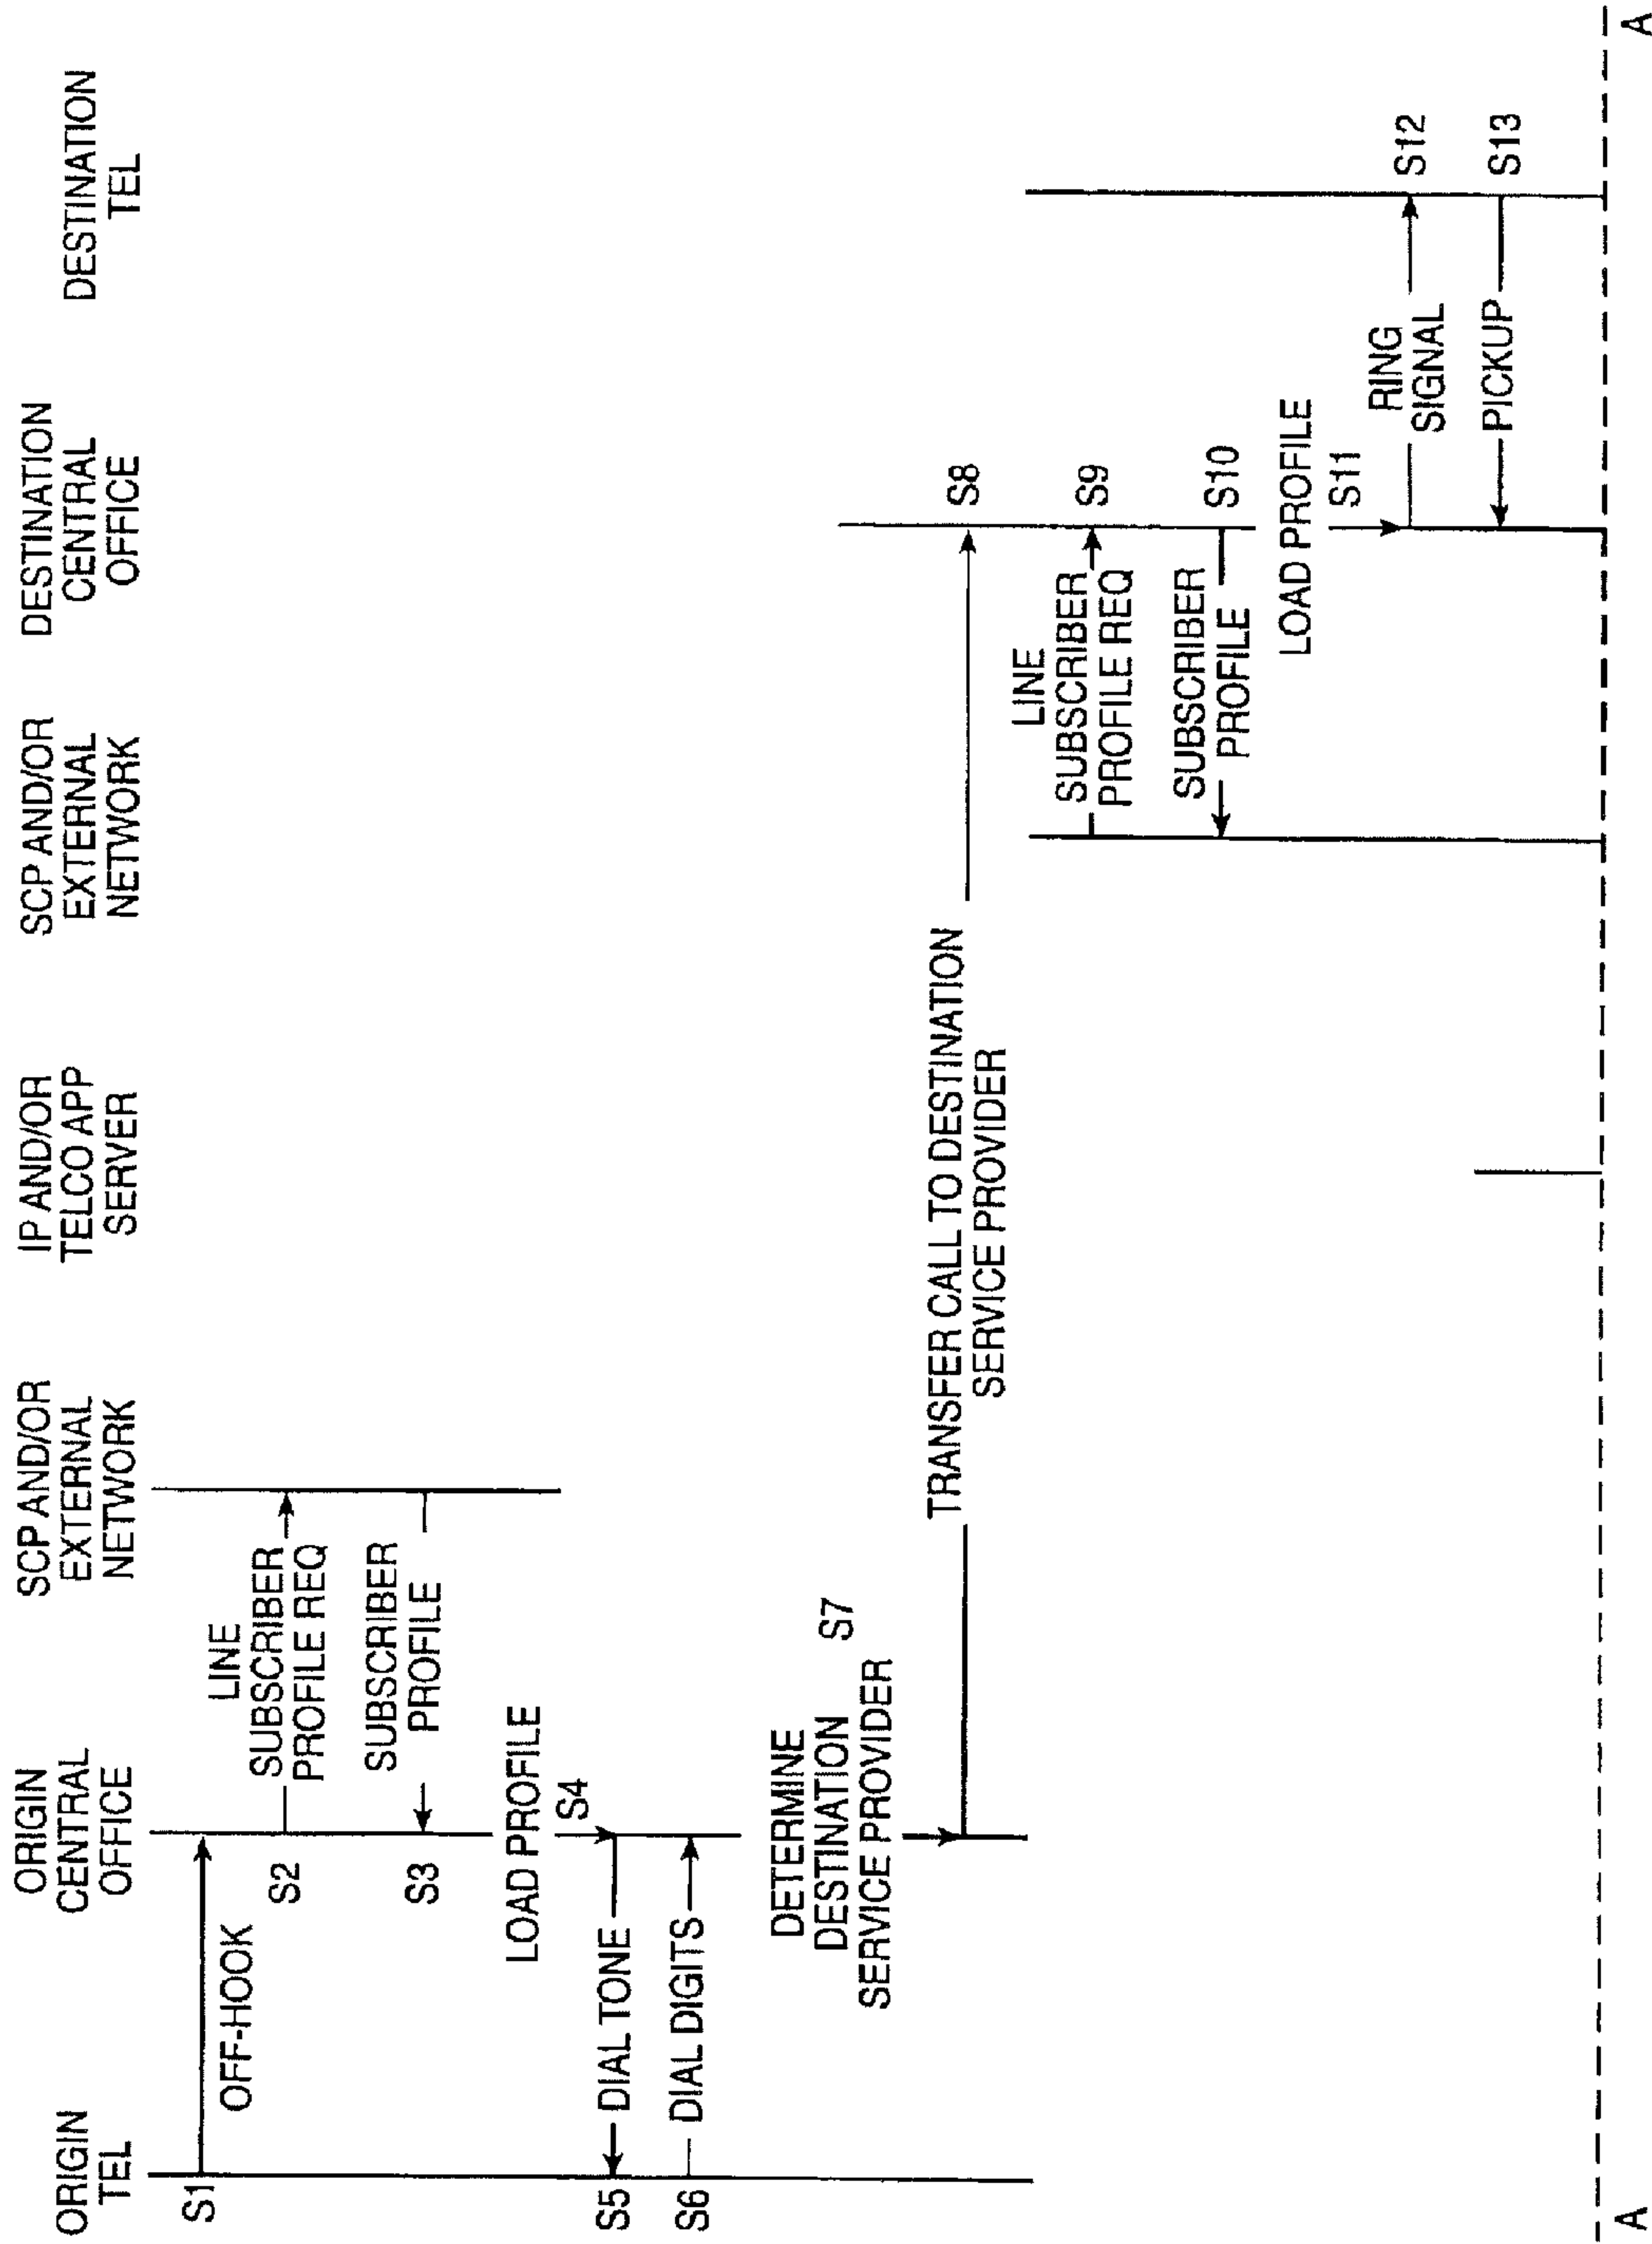 ORIGIN
TEL
ORIGIN
CENTRAL
OFFICE
SCP AND/OR
EXTERNAL
NETWORK
IP AND/OR
TELCO APP
SERVER
SCP AND/OR
EXTERNAL
NETWORK
DESTINATION
CENTRAL
OFFICE
DESTINATION
TEL
S1
OFF-HOOK
S2
LINE
SUBSCRIBER
PROFILE REQ
S3
SUBSCRIBER
PROFILE
LOAD PROFILE
S4
S5
DIAL TONE
S6
DIAL DIGITS
DETERMINE
DESTINATION
SERVICE PROVIDER
S7
TRANSFER CALL TO DESTINATION
SERVICE PROVIDER
S8
LINE
SUBSCRIBER
PROFILE REQ
S9
SUBSCRIBER
PROFILE
S10
LOAD PROFILE
S11
RING
SIGNAL
S12
PICKUP
S13
A
A